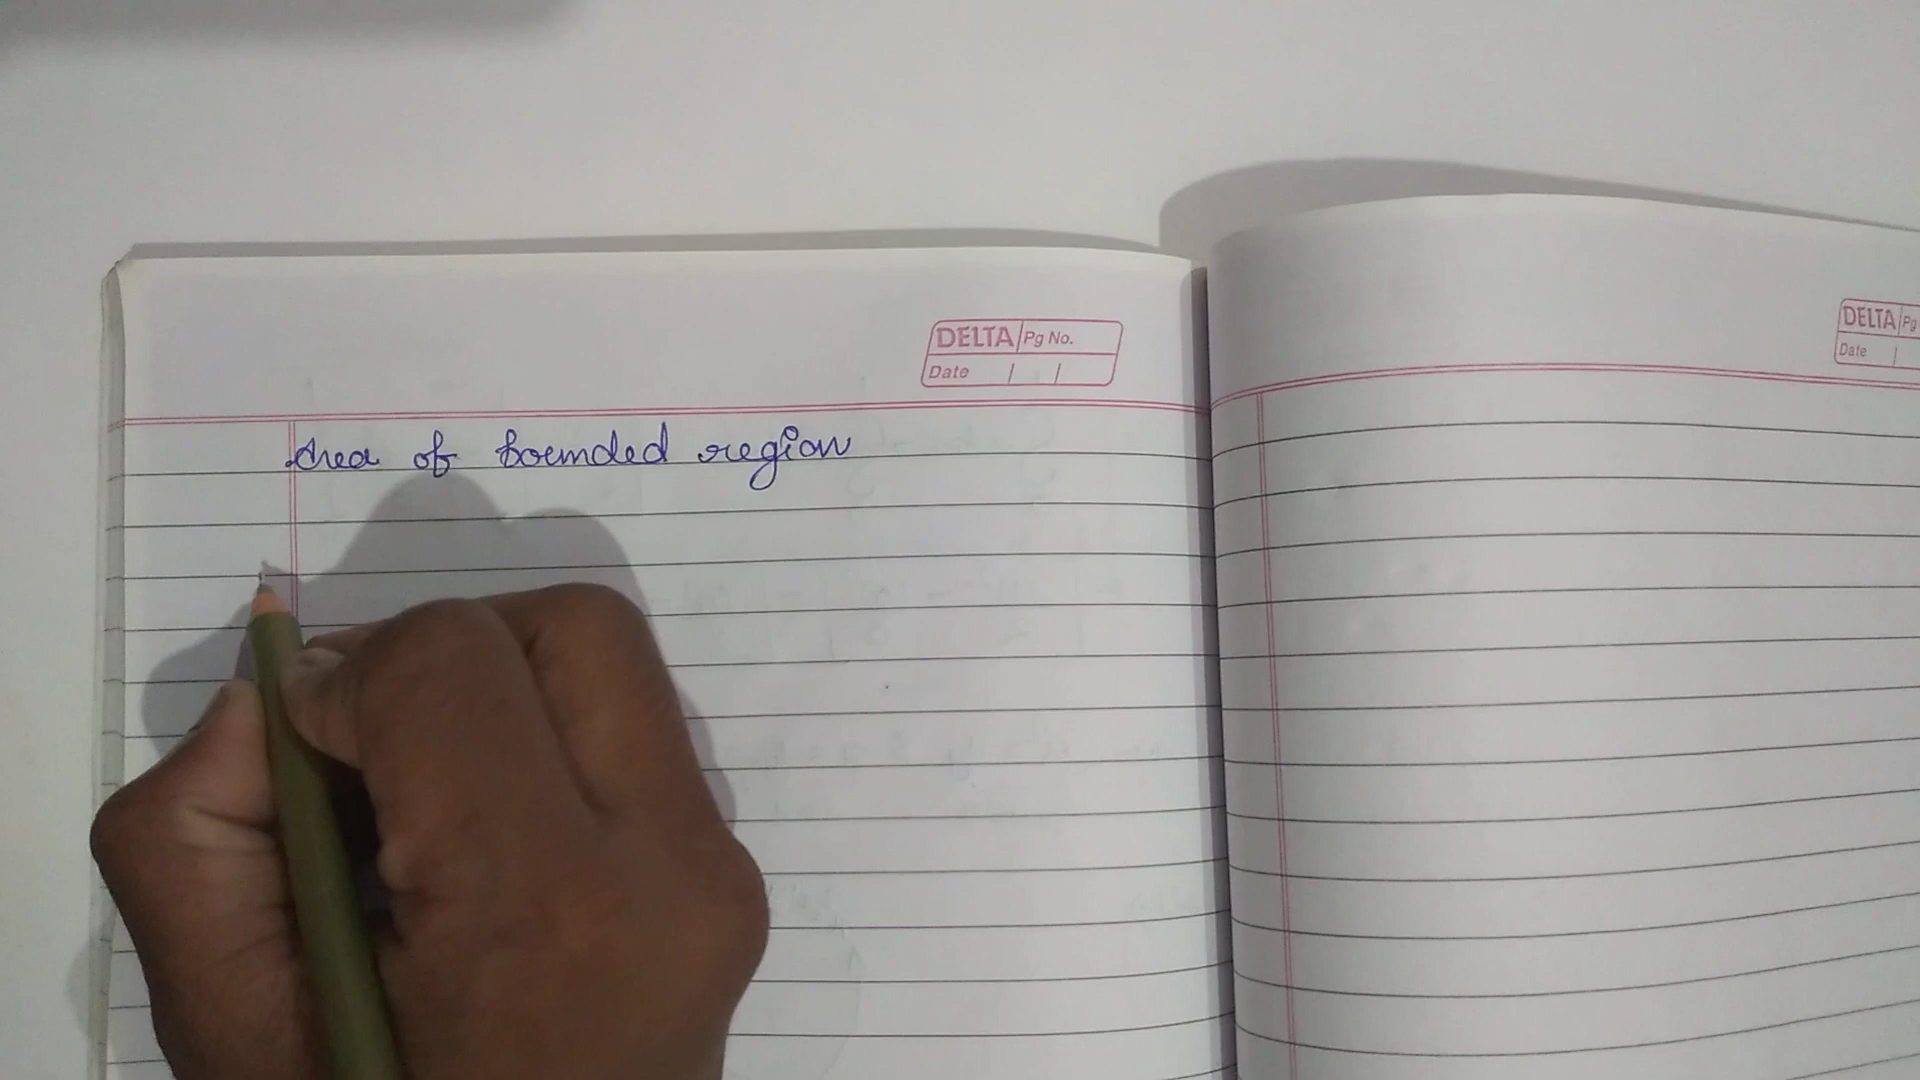 DELTA Pg No.
Date / /
Area of bounded region
DELTA Pg
Date /